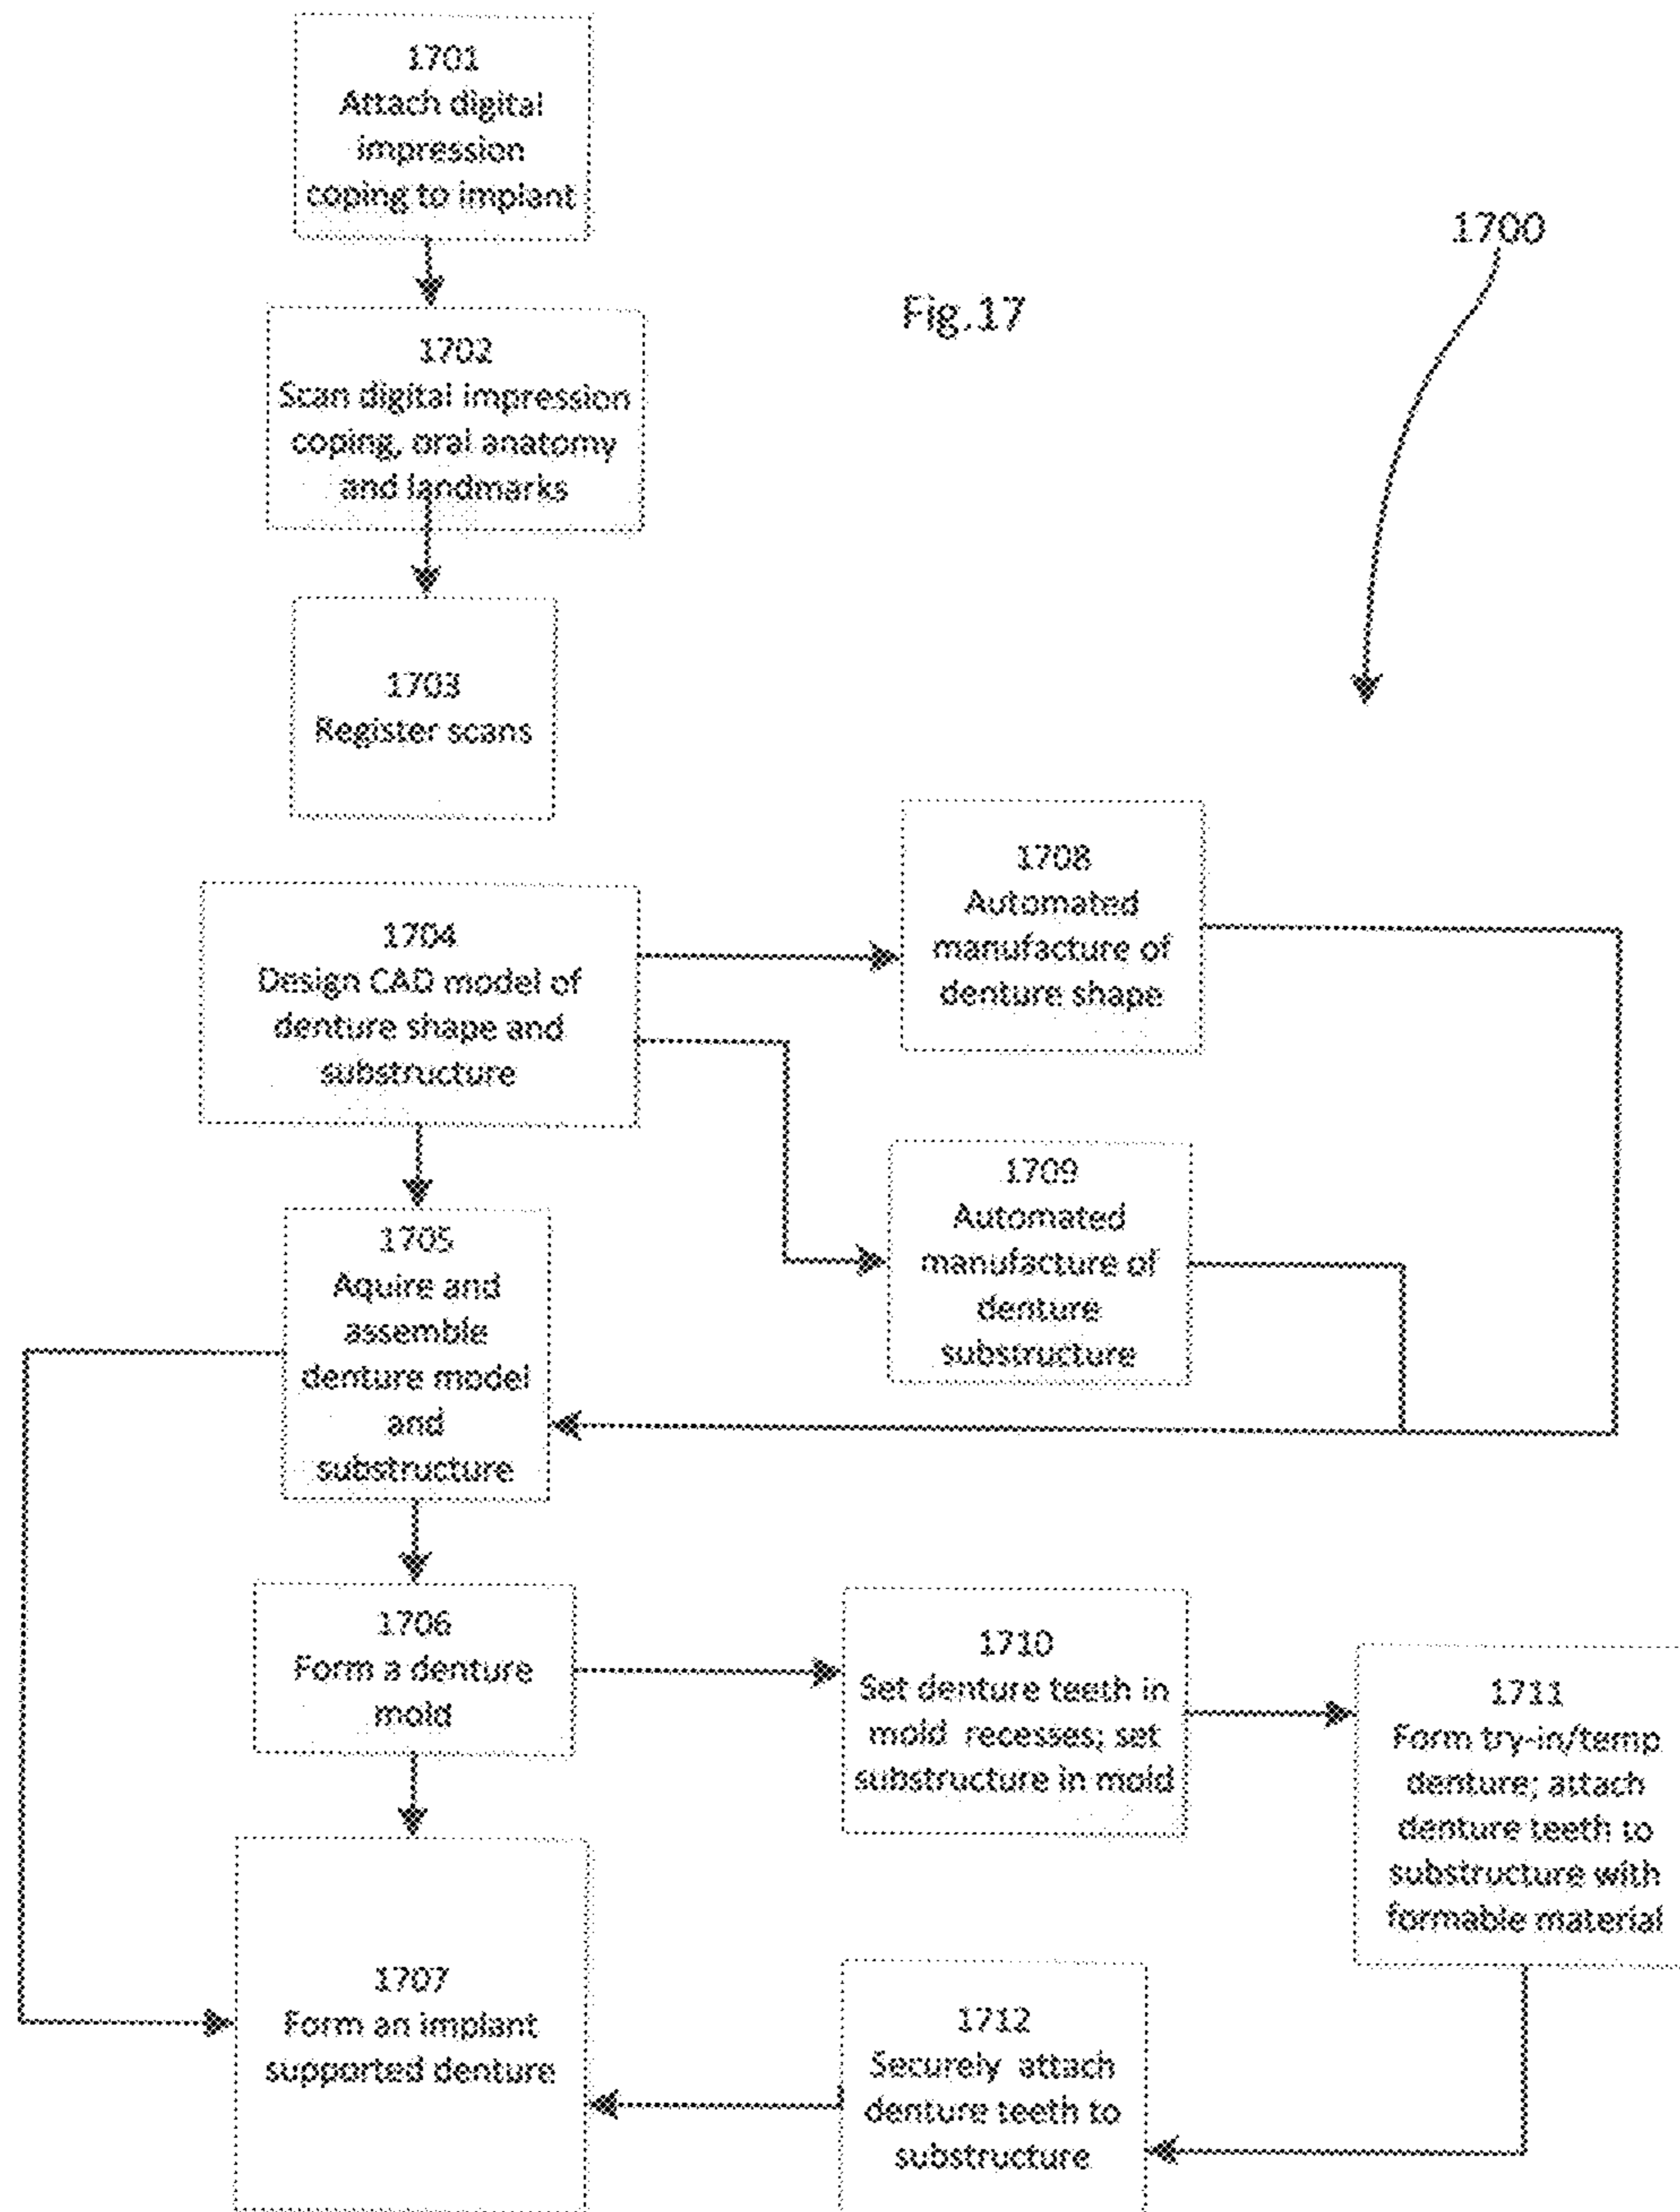 1701
Attach digital
impression
coping to implant
1700
Fig.17
1702
Scan digital impression
coping, oral anatomy
and landmarks
1703
Register scans
1704
Design CAD model of
denture shape and
substructure
1708
Automated
manufacture of
denture shape
1709
Automated
manufacture of
denture
substructure
1705
Aquire and
assemble
denture model
and
substructure
1706
Form a denture
mold
1710
Set denture teeth in
mold recesses; set
substructure in mold
1711
Form try-in/temp
denture; attach
denture teeth to
substructure with
formable material
1707
Form an implant
supported denture
1712
Securely attach
denture teeth to
substructure